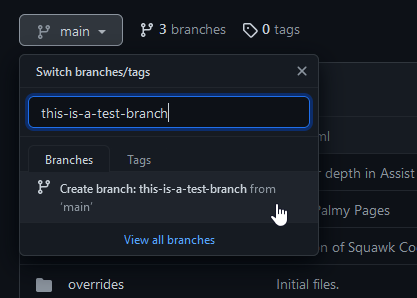 main 3 branches 0 tags
Switch branches/tags
this-is-a-test-branch
Branches Tags
ml
Create branch: this-is-a-test-branch from
'main'
depth in Assist
Palmy Pages
View all branches
on of Squawk Co
overrides Initial files.